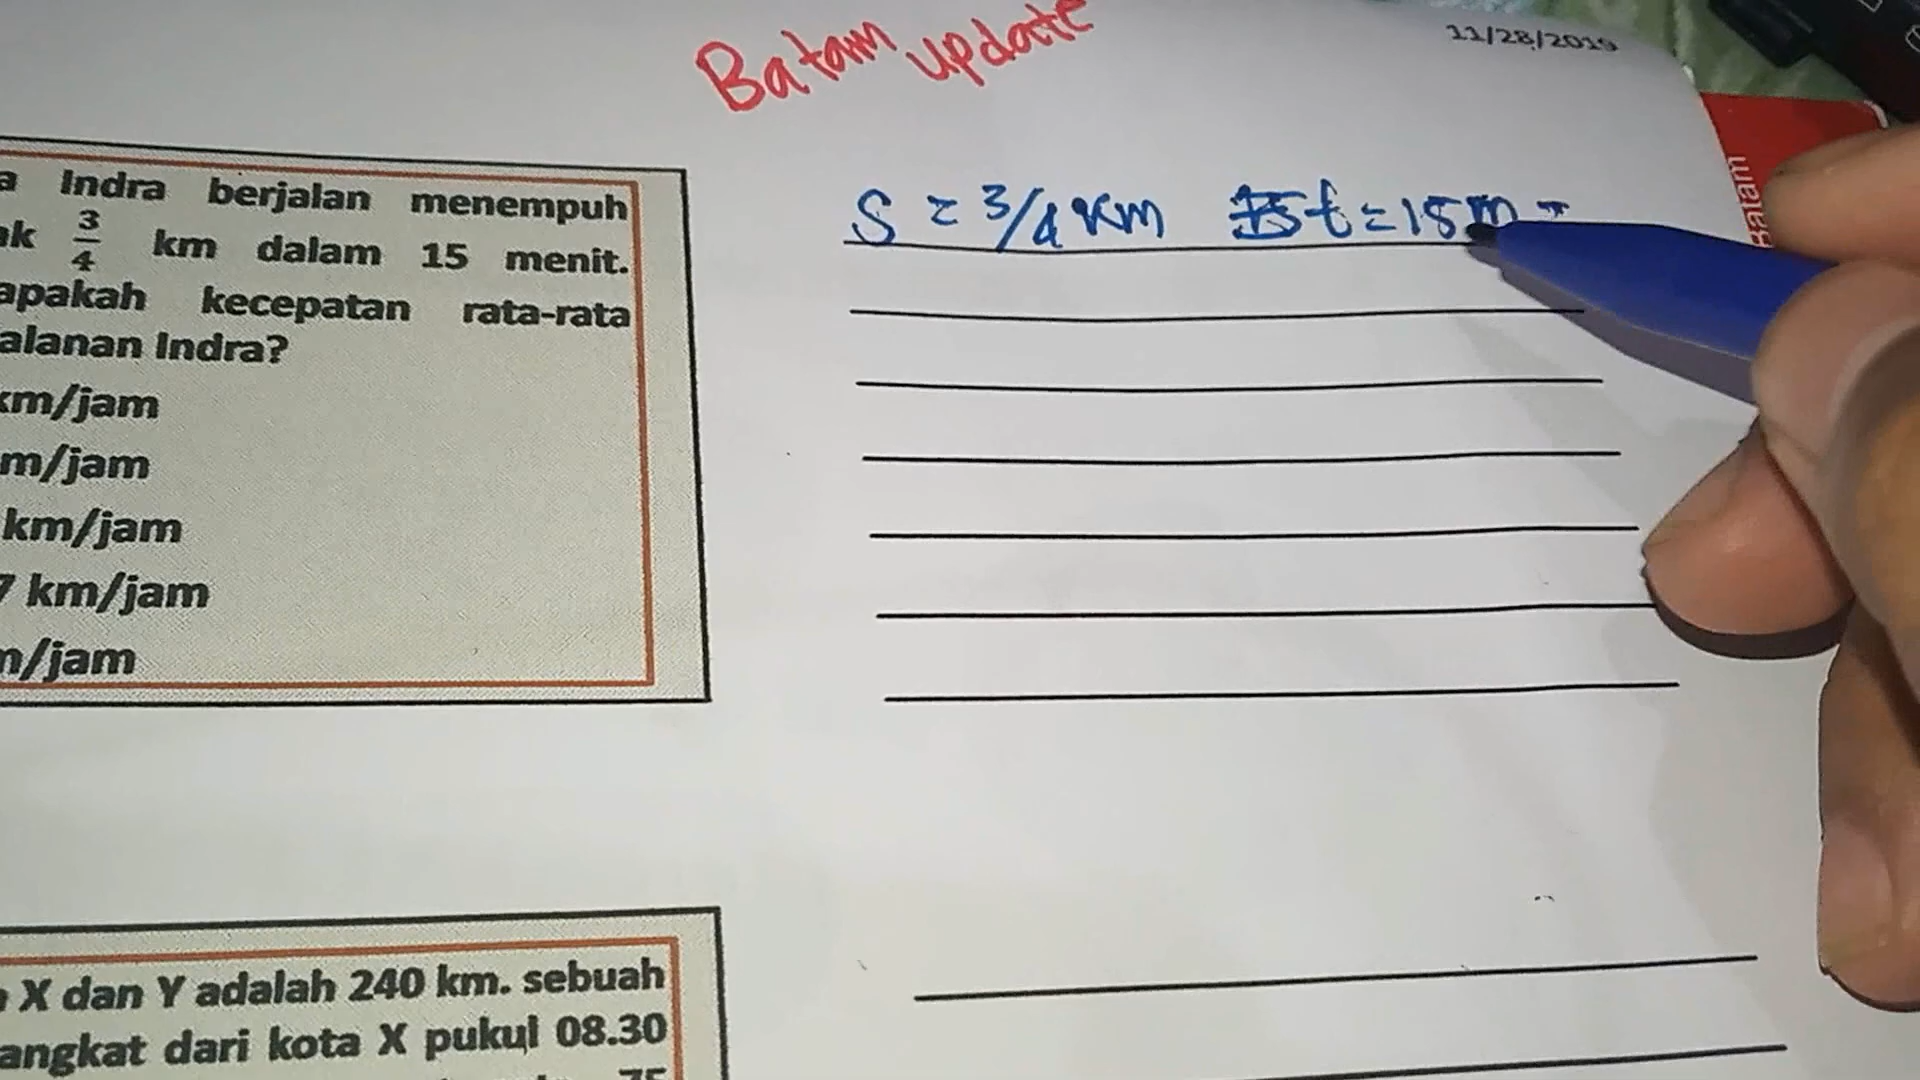 Batam update
11/28/2019
Batam
Indra berjalan menempuh
3/4 km dalam 15 menit.
kecepatan rata-rata
alanan Indra?
km/jam
m/jam
km/jam
7 km/jam
m/jam
S = 3/4 km t = 15 m
X dan Y adalah 240 km. sebuah
angkat dari kota X pukul 08.30
75